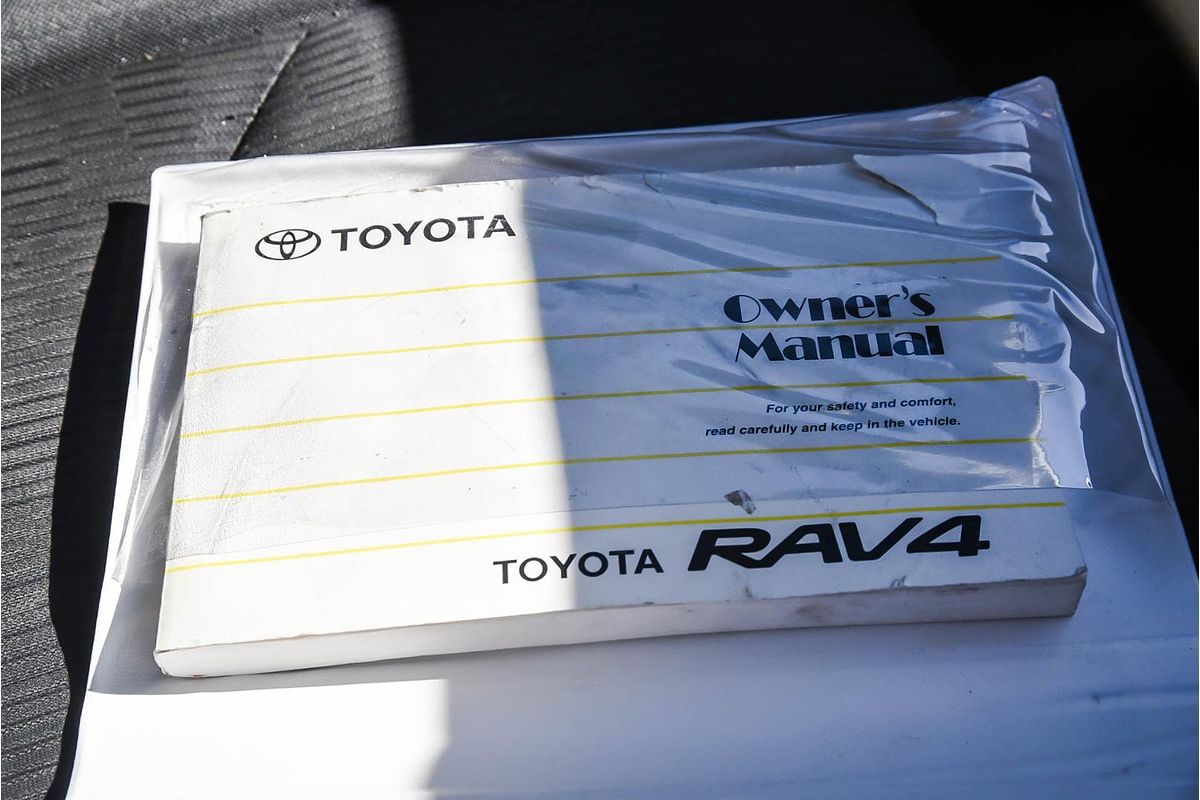 TOYOTA
Owner's
Manual
For your safety and comfort,
read carefully and keep in the vehicle.
TOYOTA RAV4